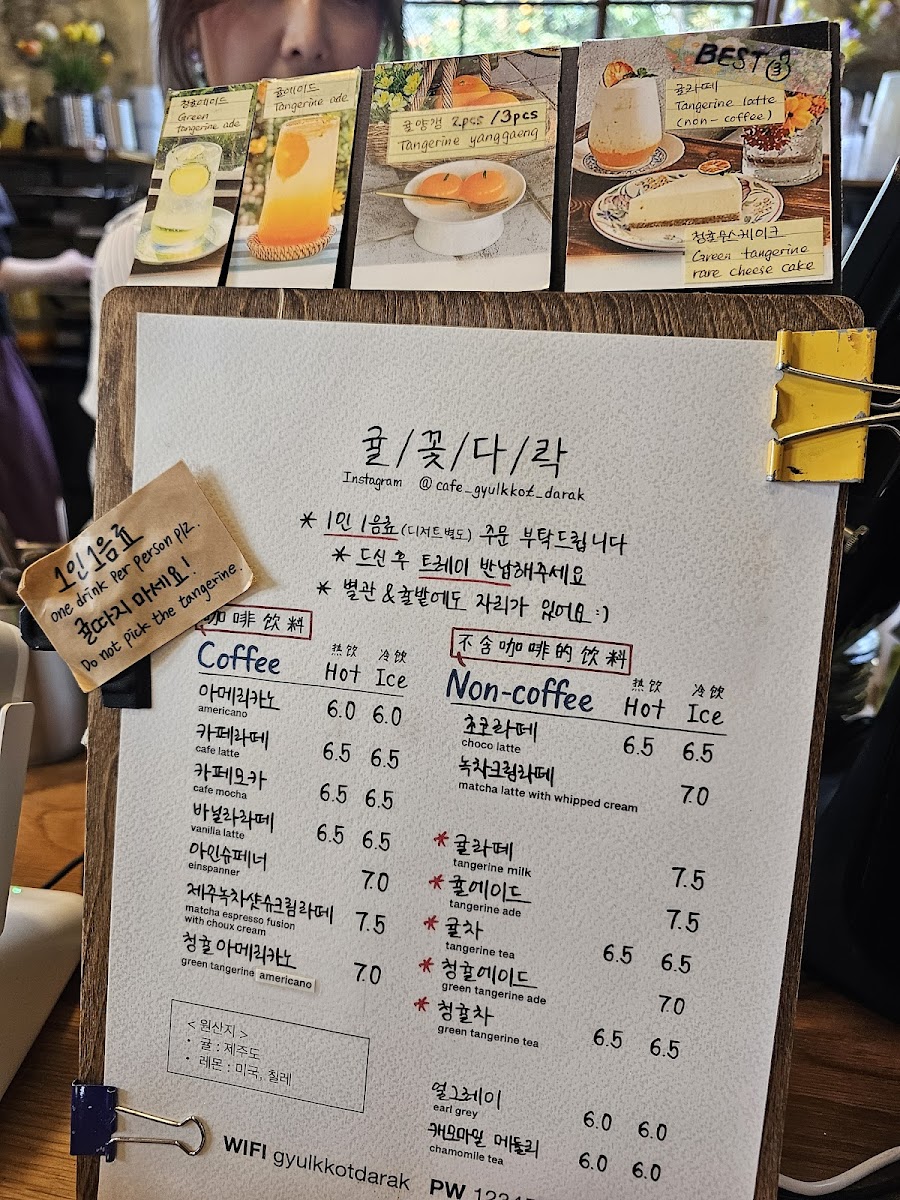 청귤에이드
Green
tangerine ade
귤에이드
Tangerine ade
귤양갱 2pcs /3pcs
Tangerine yanggaeng
BEST 3
귤라떼
Tangerine latte
(non-coffee)
Green tangerine
rare cheese cake
귤/꽃/다/락
Instagram @cafe_gyulkkot_darak
* 1인 1음료 (디저트 별도) 주문 부탁드립니다
* 드신 후 트레이 반납해주세요
* 별관 & 귤밭에도 자리가 있어요 :)
1인 1음료
one drink per person plz.
귤따지 마세요!
Do not pick the tangerine.
咖啡饮料
热饮 冷饮
Coffee Hot Ice
아메리카노 6.0 6.0
americano
카페라떼 6.5 6.5
cafe latte
카페모카 6.5 6.5
cafe mocha
바닐라라떼 6.5 6.5
vanilla latte
아인슈페너 7.0
einspanner
제주녹차샷슈크림라떼 7.5
matcha espresso fusion
with choux cream
청귤 아메리카노 7.0
green tangerine americano
< 원산지 >
• 귤 : 제주도
• 레몬 : 미국, 칠레
不含咖啡的饮料
热饮 冷饮
Non-coffee Hot Ice
초코라떼 6.5 6.5
choco latte
녹차크림라떼 7.0
matcha latte with whipped cream
* 귤라떼 7.5
tangerine milk
* 귤에이드 7.5
tangerine ade
* 귤차 6.5 6.5
tangerine tea
* 청귤에이드 7.0
green tangerine ade
* 청귤차 6.5 6.5
green tangerine tea
얼그레이 6.0 6.0
earl grey
캐모마일 메들리 6.0 6.0
chamomile tea
WIFI gyulkkotdarak PW